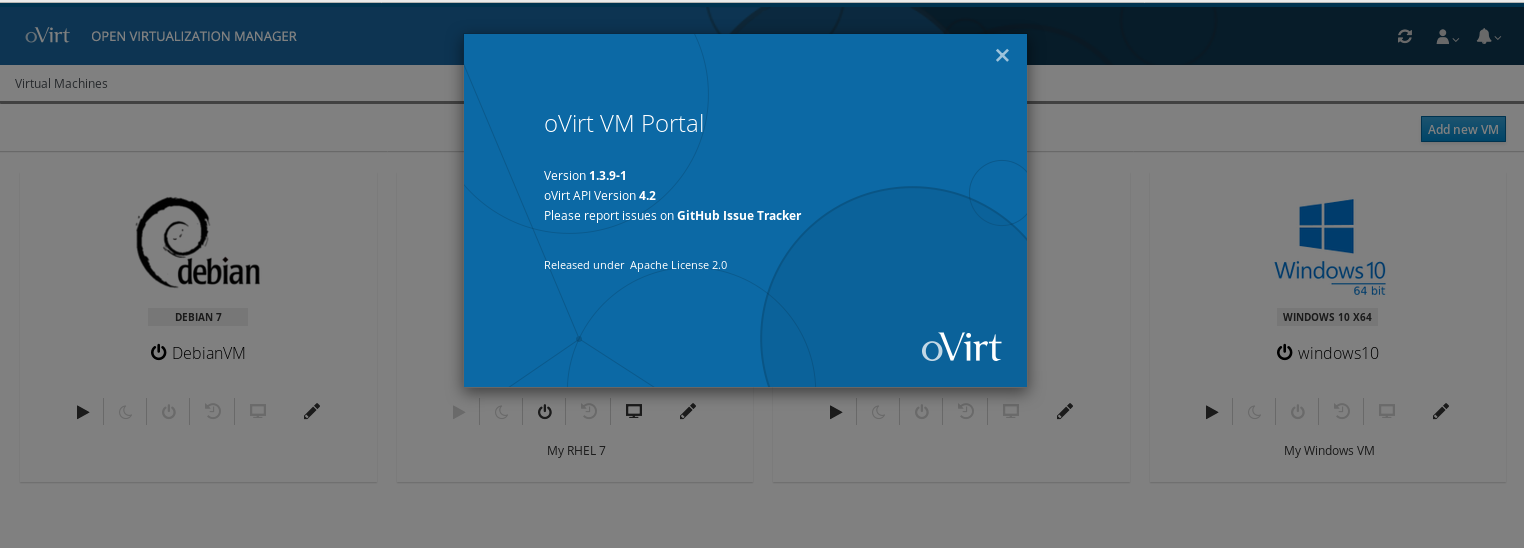 oVirt OPEN VIRTUALIZATION MANAGER
Virtual Machines
oVirt VM Portal
Version 1.3.9-1
oVirt API Version 4.2
Please report issues on GitHub Issue Tracker
Released under Apache License 2.0
oVirt
Add new VM
debian
DEBIAN 7
DebianVM
My RHEL 7
Windows 10
64 bit
WINDOWS 10 X64
windows10
My Windows VM